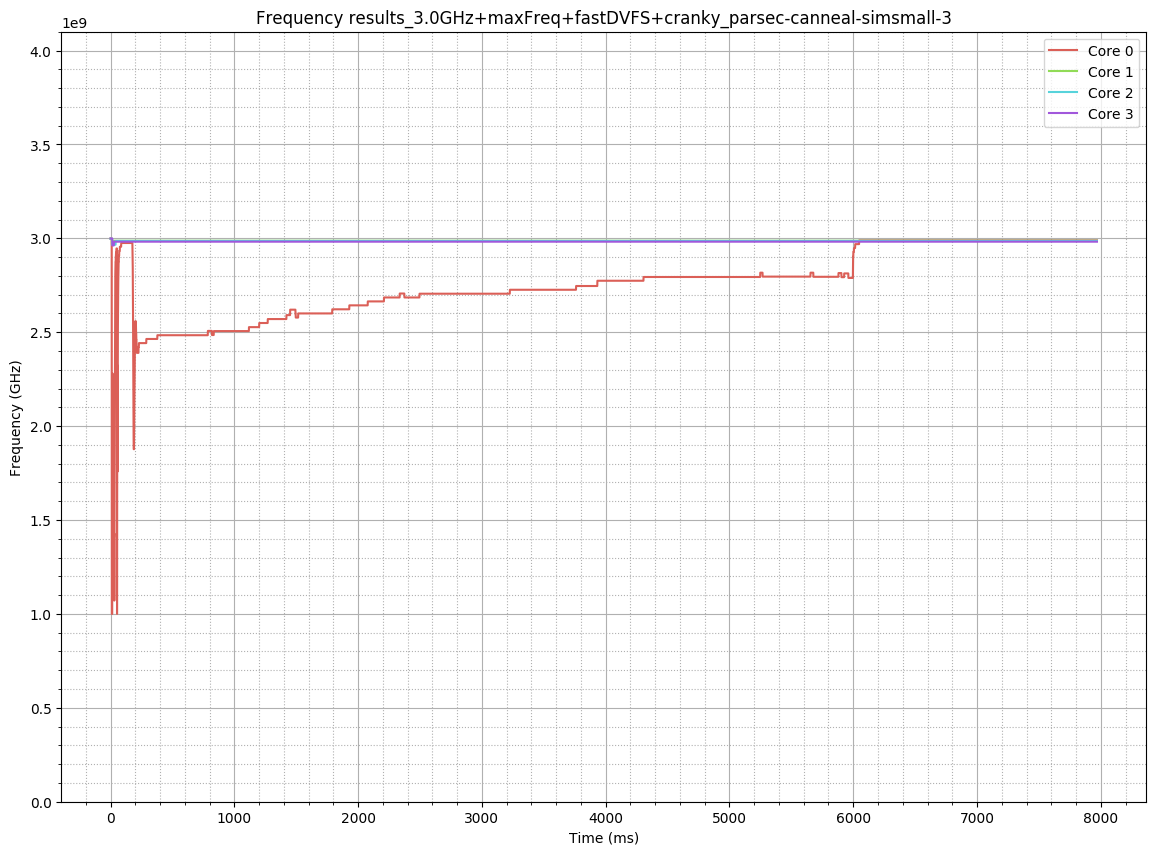 Frequency results_3.0GHz+maxFreq+fastDVFS+cranky_parsec-canneal-simsmall-3
1e9
Core 0
Core 1
Core 2
Core 3
4.0
3.5
3.0
2.5
2.0
1.5
1.0
0.5
0.0
Frequency (GHz)
0 1000 2000 3000 4000 5000 6000 7000 8000
Time (ms)